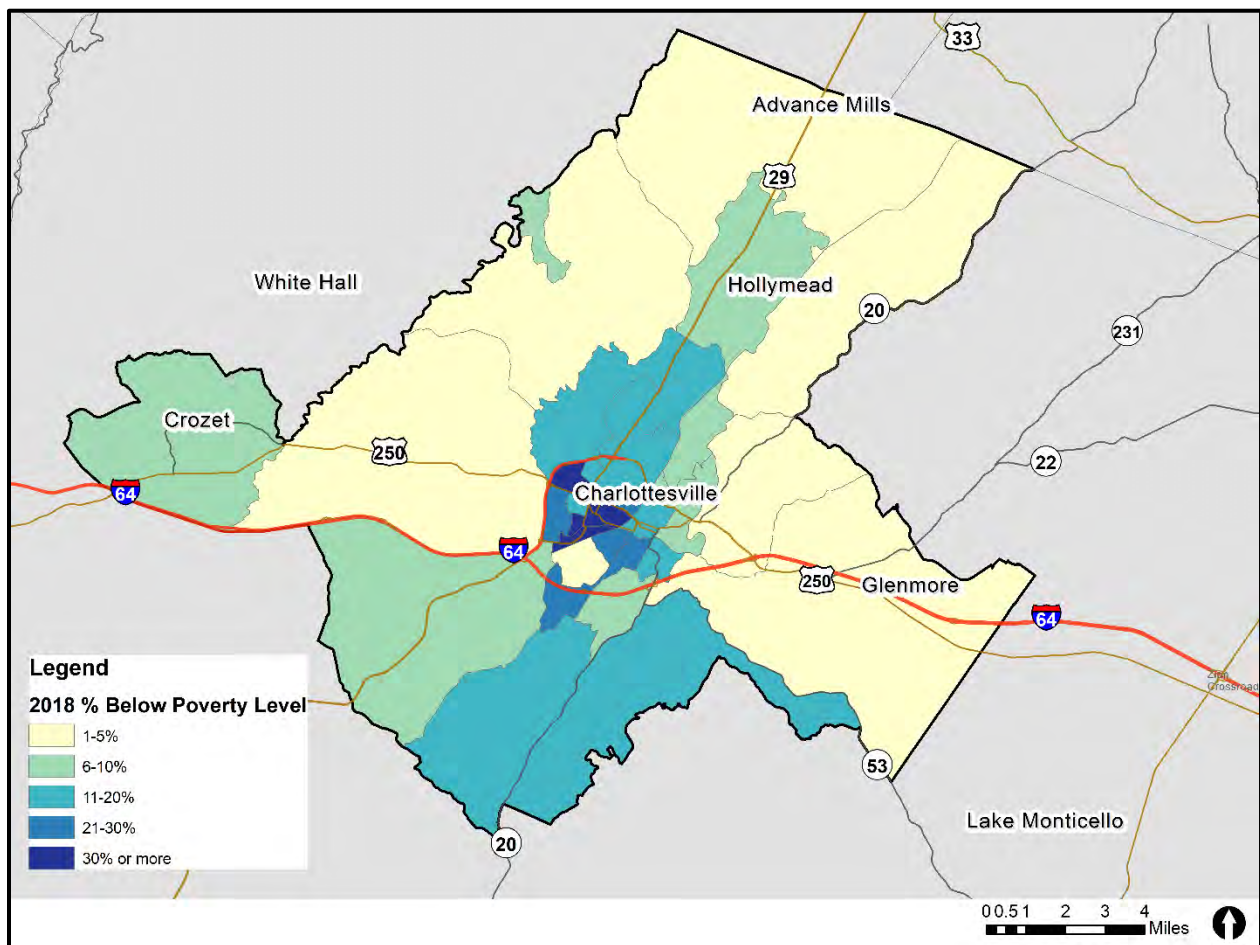 33
Advance Mills
29
White Hall
Hollymead
20
231
Crozet
250
22
64
Charlottesville
64
250
Glenmore
64
Legend
2018 % Below Poverty Level
1-5%
6-10%
11-20%
21-30%
30% or more
Zion
Crossroad
53
Lake Monticello
20
0 0.5 1 2 3 4
Miles